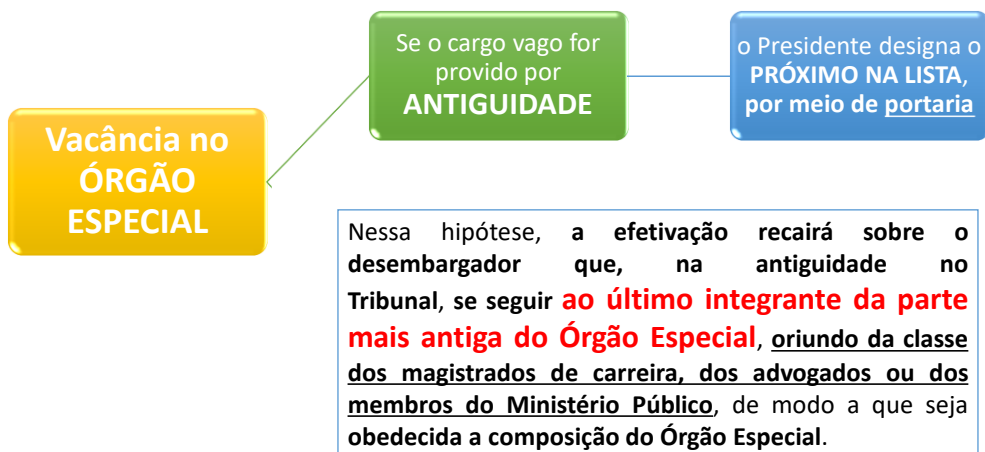 Vacância no
ÓRGÃO
ESPECIAL
Se o cargo vago for
provido por
ANTIGUIDADE
o Presidente designa o
PRÓXIMO NA LISTA,
por meio de portaria
Nessa hipótese, a efetivação recairá sobre o
desembargador que, na antiguidade no
Tribunal, se seguir ao último integrante da parte
mais antiga do Órgão Especial, oriundo da classe
dos magistrados de carreira, dos advogados ou dos
membros do Ministério Público, de modo a que seja
obedecida a composição do Órgão Especial.